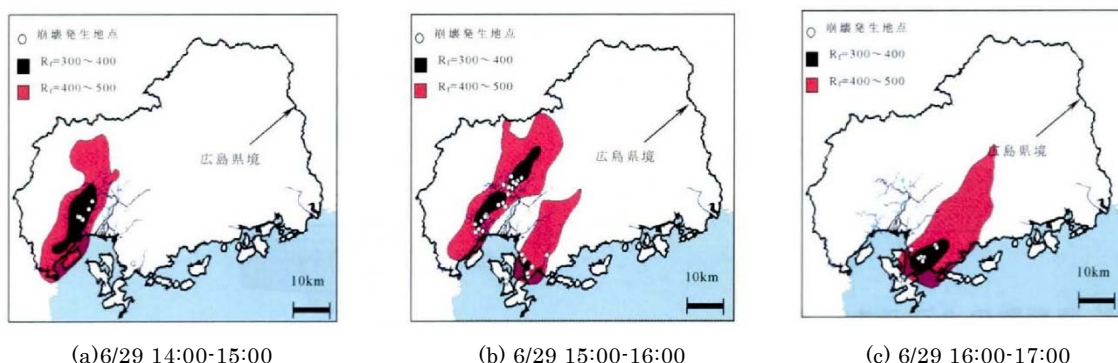 崩壊発生地点
Rf=300～400
Rf=400～500
広島県境
10km
(a)6/29 14:00-15:00
崩壊発生地点
Rf=300～400
Rf=400～500
広島県境
10km
(b) 6/29 15:00-16:00
崩壊発生地点
Rf=300～400
Rf=400～500
広島県境
10km
(c) 6/29 16:00-17:00